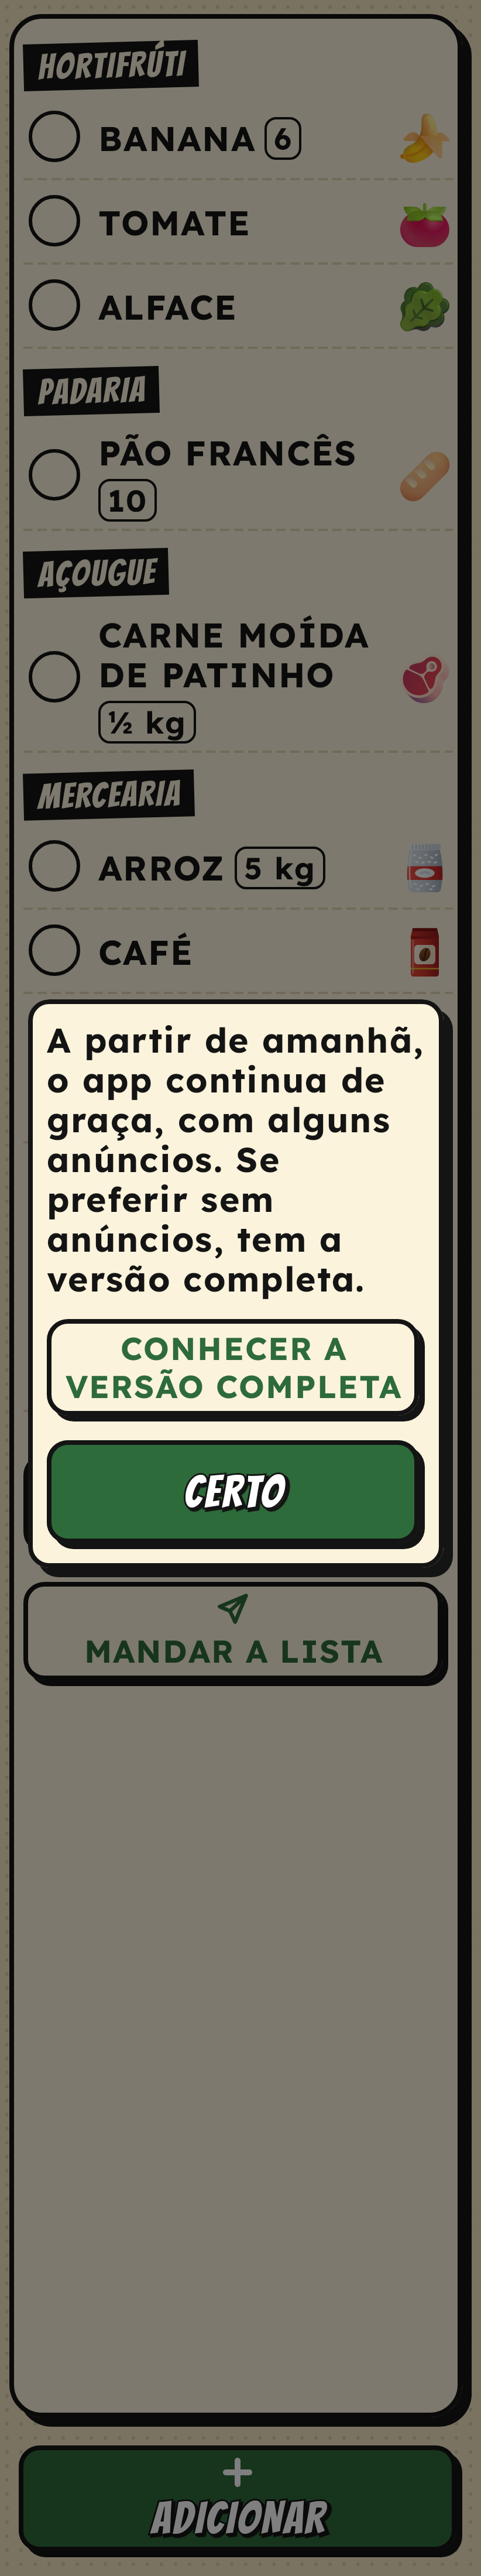 HORTIFRÚTI
BANANA 6
TOMATE
ALFACE
PADARIA
PÃO FRANCÊS
10
AÇOUGUE
CARNE MOÍDA
DE PATINHO
½ kg
MERCEARIA
ARROZ 5 kg
CAFÉ
A partir de amanhã,
o app continua de
graça, com alguns
anúncios. Se
preferir sem
anúncios, tem a
versão completa.
CONHECER A
VERSÃO COMPLETA
CERTO
MANDAR A LISTA
ADICIONAR